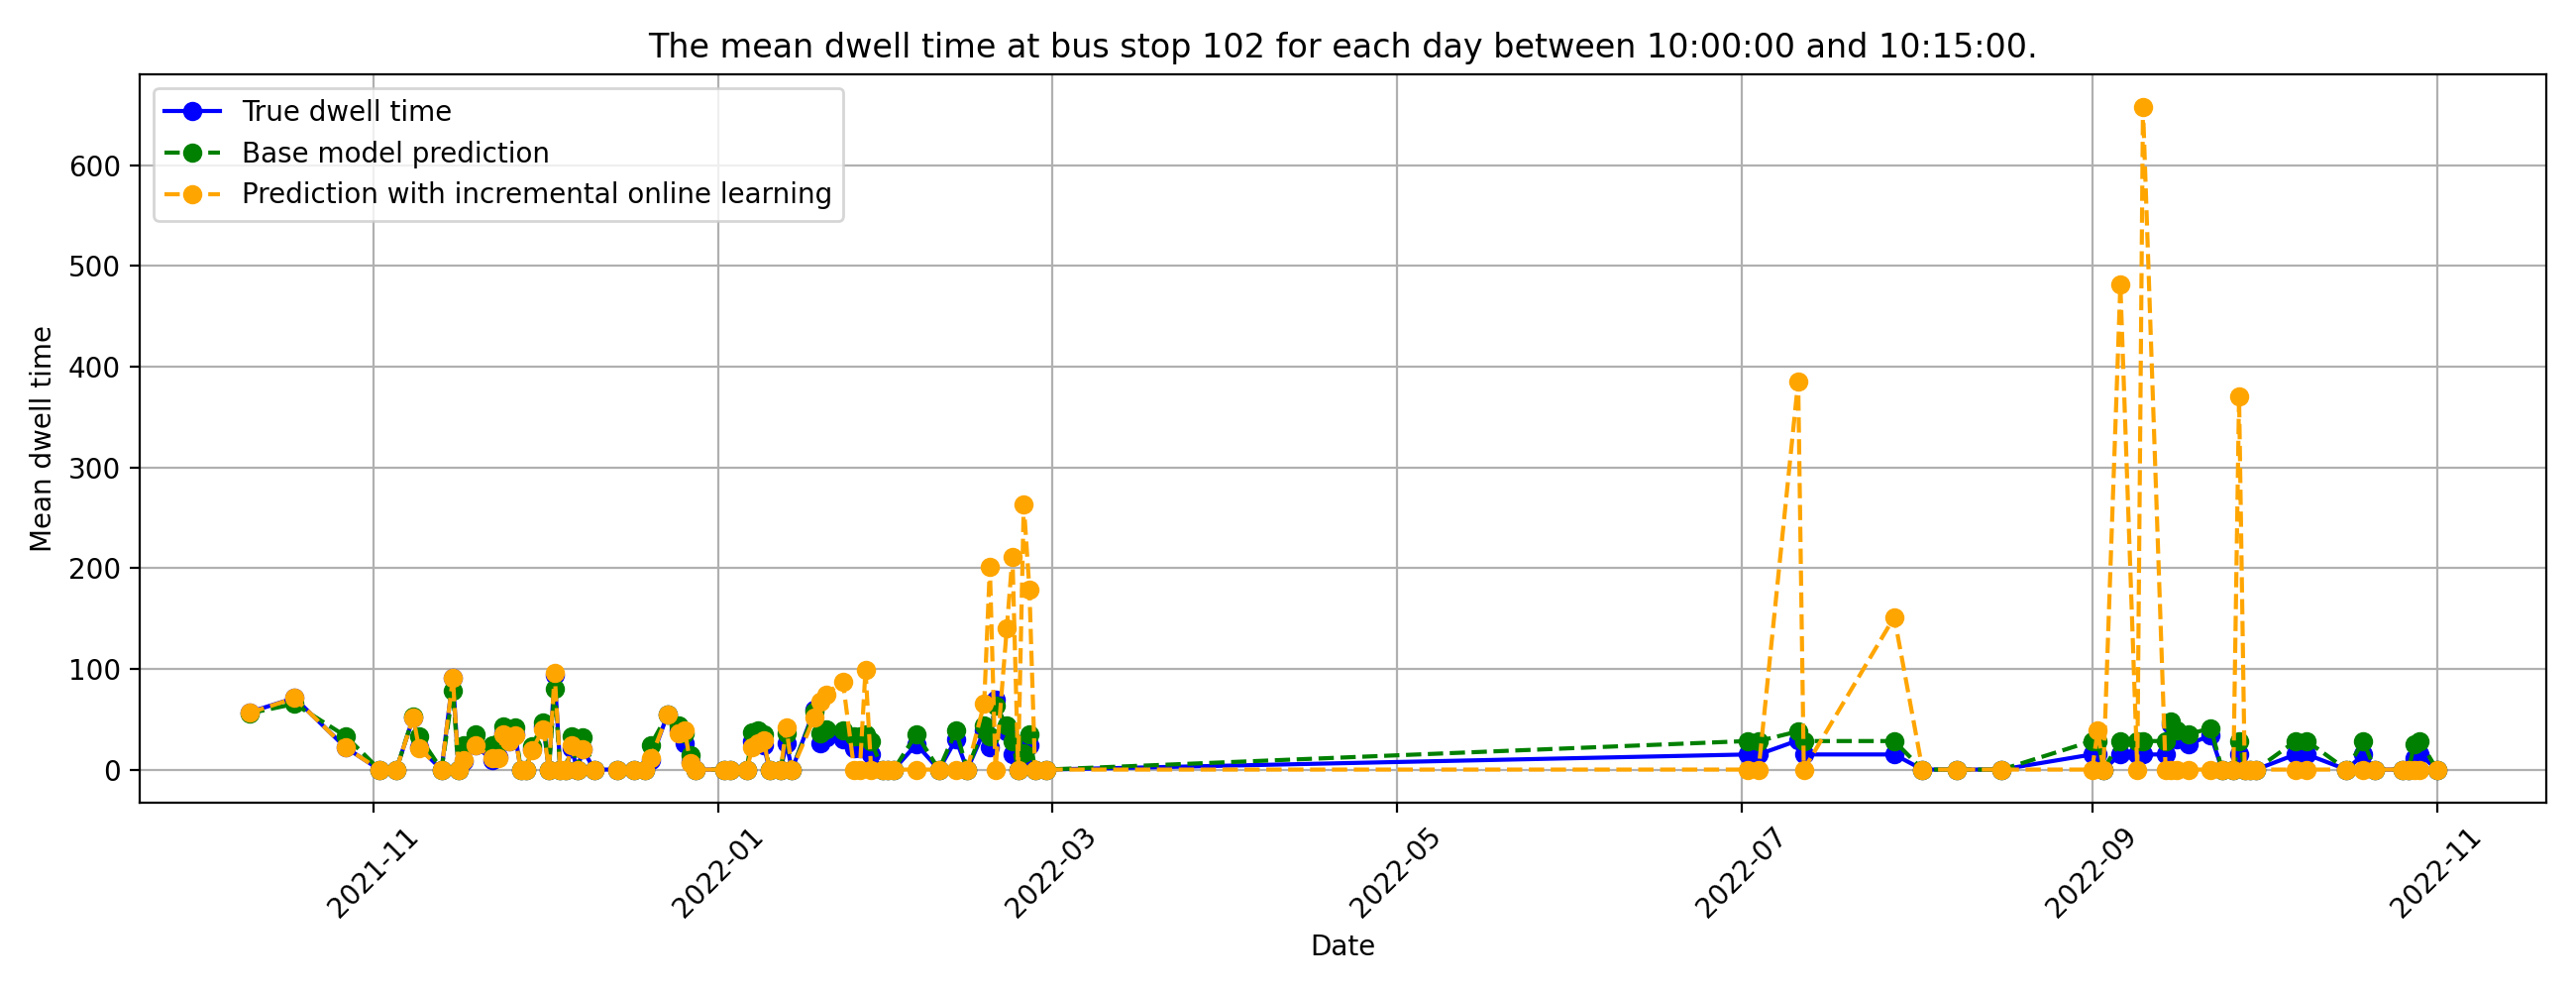 The mean dwell time at bus stop 102 for each day between 10:00:00 and 10:15:00.
True dwell time
Base model prediction
Prediction with incremental online learning
600
500
400
300
200
100
0
Mean dwell time
2021-11
2022-01
2022-03
2022-05
2022-07
2022-09
2022-11
Date